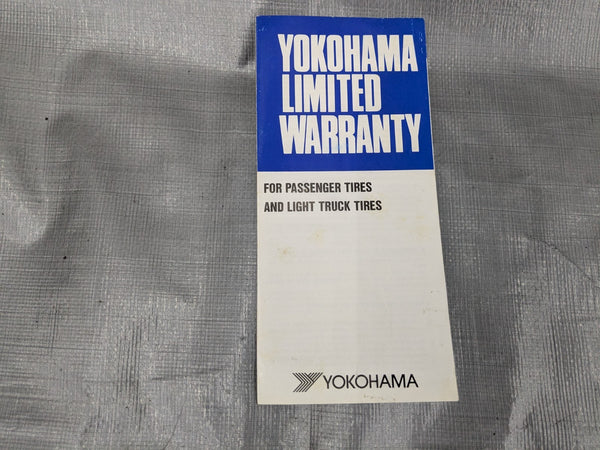 YOKOHAMA
LIMITED
WARRANTY
FOR PASSENGER TIRES
AND LIGHT TRUCK TIRES
YOKOHAMA